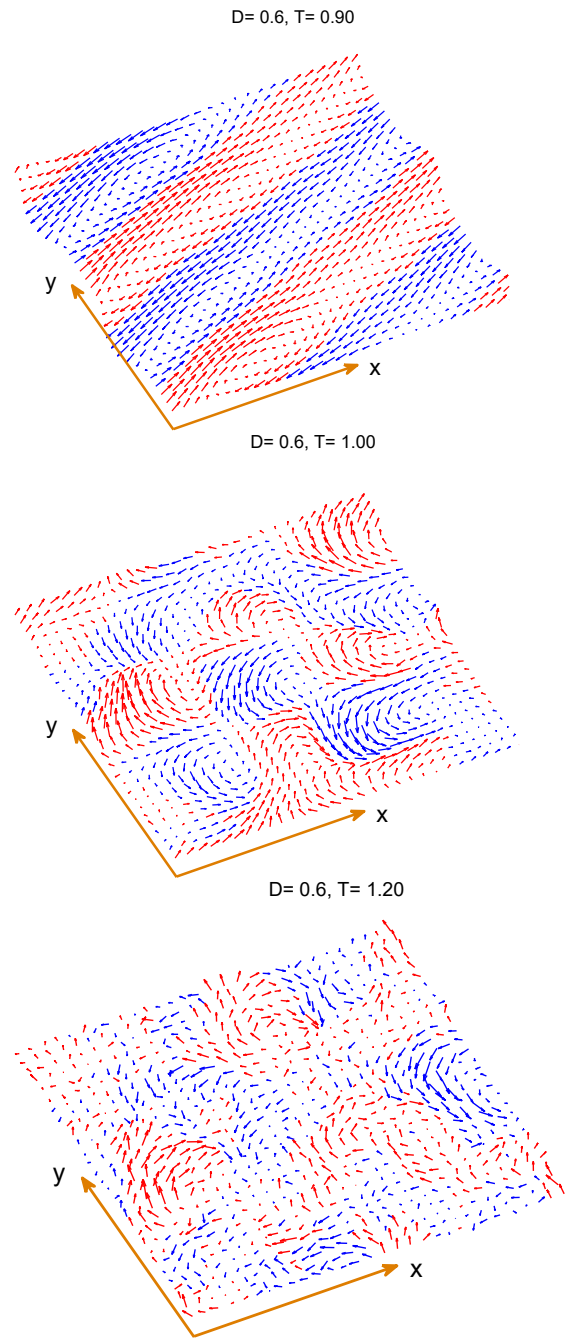 D= 0.6, T= 0.90
y
x
D= 0.6, T= 1.00
y
x
D= 0.6, T= 1.20
y
x